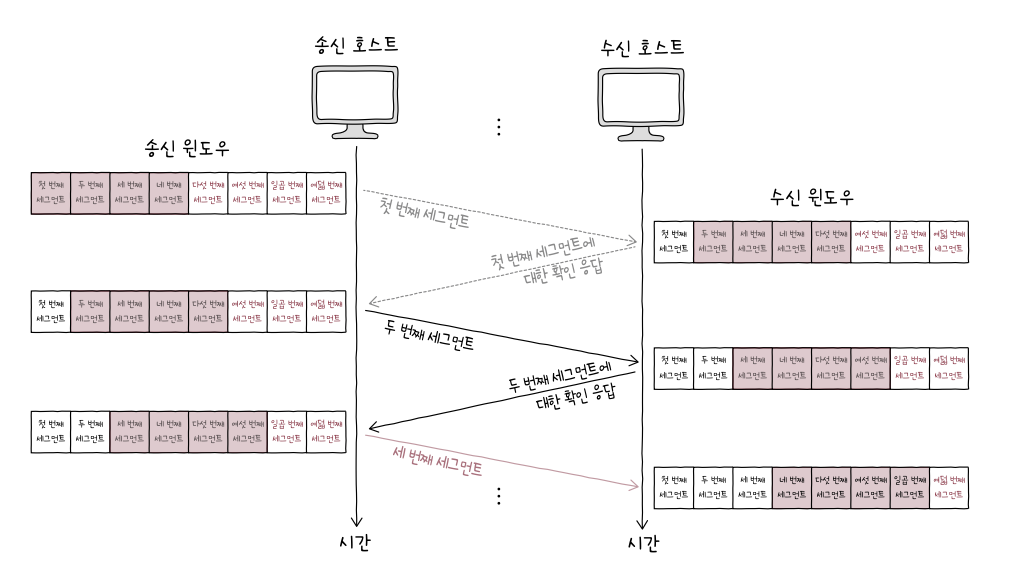 송신 호스트
수신 호스트
송신 윈도우
첫 번째 세그먼트 두 번째 세그먼트 세 번째 세그먼트 네 번째 세그먼트 다섯 번째 세그먼트 여섯 번째 세그먼트 일곱 번째 세그먼트 여덟 번째 세그먼트
첫 번째 세그먼트
수신 윈도우
첫 번째 세그먼트 두 번째 세그먼트 세 번째 세그먼트 네 번째 세그먼트 다섯 번째 세그먼트 여섯 번째 세그먼트 일곱 번째 세그먼트 여덟 번째 세그먼트
첫 번째 세그먼트에
대한 확인 응답
첫 번째 세그먼트 두 번째 세그먼트 세 번째 세그먼트 네 번째 세그먼트 다섯 번째 세그먼트 여섯 번째 세그먼트 일곱 번째 세그먼트 여덟 번째 세그먼트
두 번째 세그먼트
첫 번째 세그먼트 두 번째 세그먼트 세 번째 세그먼트 네 번째 세그먼트 다섯 번째 세그먼트 여섯 번째 세그먼트 일곱 번째 세그먼트 여덟 번째 세그먼트
두 번째 세그먼트에
대한 확인 응답
첫 번째 세그먼트 두 번째 세그먼트 세 번째 세그먼트 네 번째 세그먼트 다섯 번째 세그먼트 여섯 번째 세그먼트 일곱 번째 세그먼트 여덟 번째 세그먼트
세 번째 세그먼트
첫 번째 세그먼트 두 번째 세그먼트 세 번째 세그먼트 네 번째 세그먼트 다섯 번째 세그먼트 여섯 번째 세그먼트 일곱 번째 세그먼트 여덟 번째 세그먼트
시간
시간